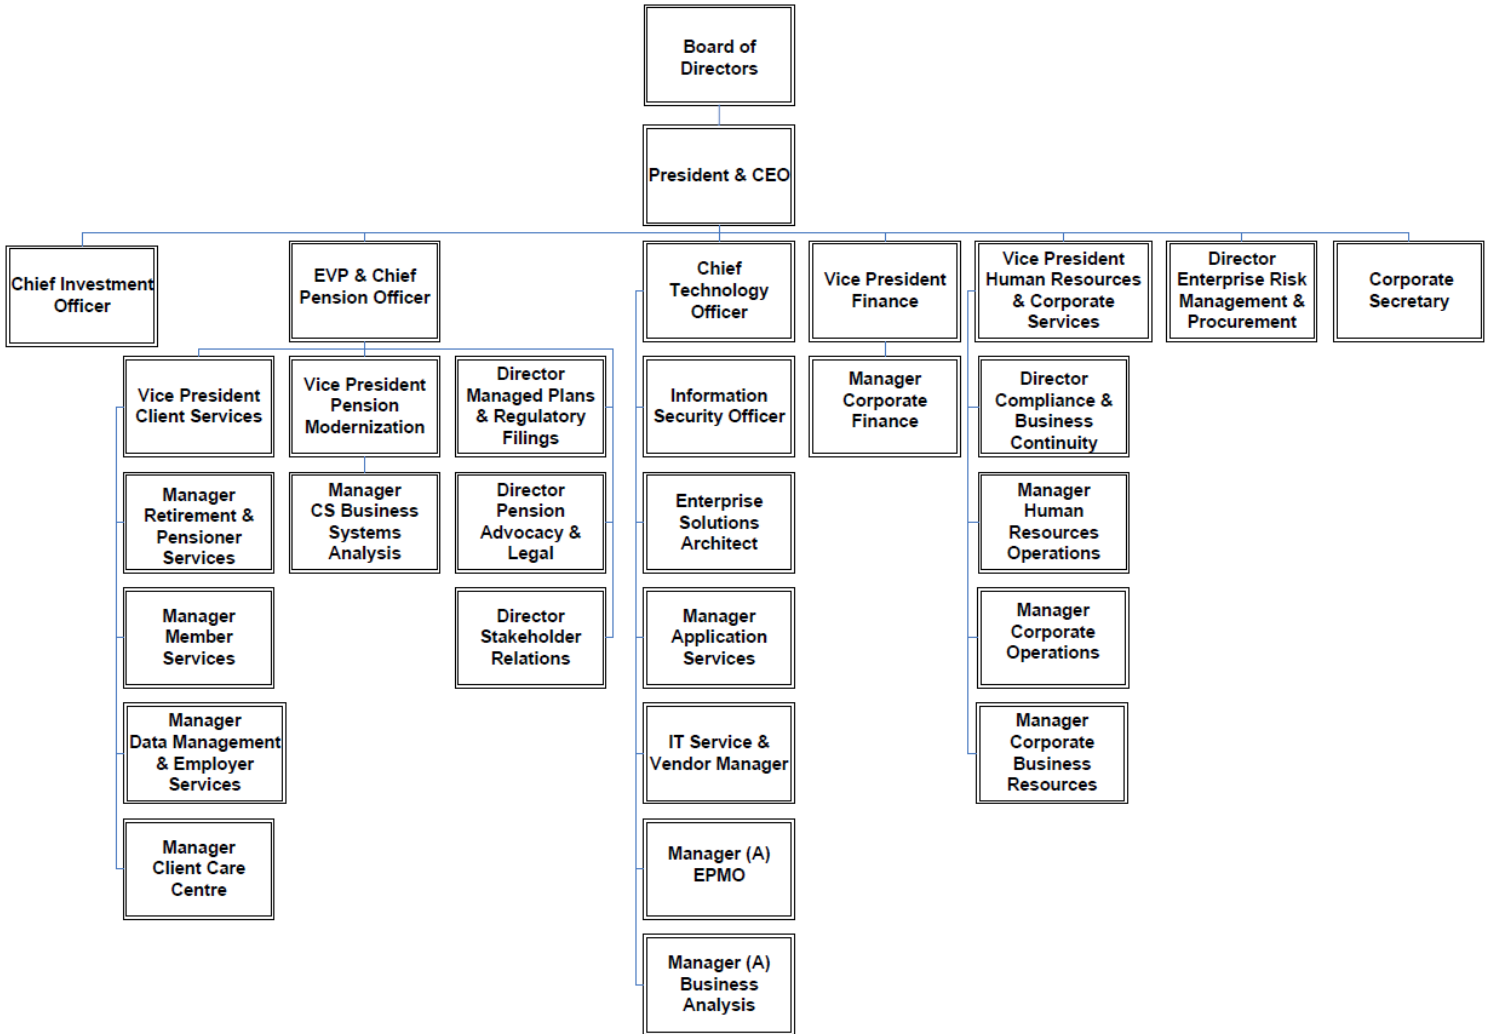 Board of
Directors
President & CEO
Chief Investment
Officer
EVP & Chief
Pension Officer
Chief
Technology
Officer
Vice President
Finance
Vice President
Human Resources
& Corporate
Services
Director
Enterprise Risk
Management &
Procurement
Corporate
Secretary
Vice President
Client Services
Vice President
Pension
Modernization
Director
Managed Plans
& Regulatory
Filings
Information
Security Officer
Manager
Corporate
Finance
Director
Compliance &
Business
Continuity
Manager
Retirement &
Pensioner
Services
Manager
CS Business
Systems
Analysis
Director
Pension
Advocacy &
Legal
Enterprise
Solutions
Architect
Manager
Human
Resources
Operations
Manager
Member
Services
Director
Stakeholder
Relations
Manager
Application
Services
Manager
Corporate
Operations
Manager
Data Management
& Employer
Services
IT Service &
Vendor Manager
Manager
Corporate
Business
Resources
Manager
Client Care
Centre
Manager (A)
EPMO
Manager (A)
Business
Analysis